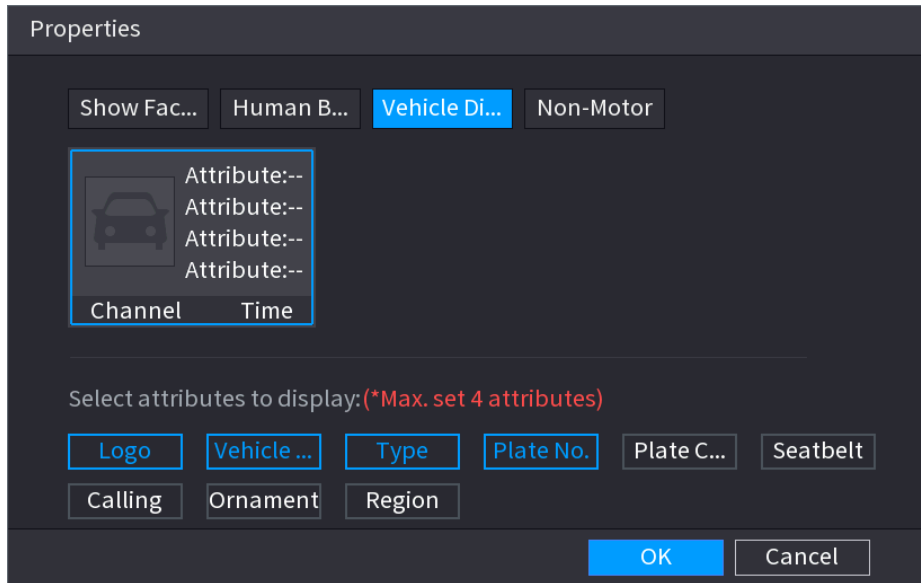 Properties
Show Fac... Human B... Vehicle Di... Non-Motor
Attribute:--
Attribute:--
Attribute:--
Attribute:--
Channel Time
Select attributes to display:(*Max. set 4 attributes)
Logo Vehicle ... Type Plate No. Plate C... Seatbelt
Calling Ornament Region
OK Cancel